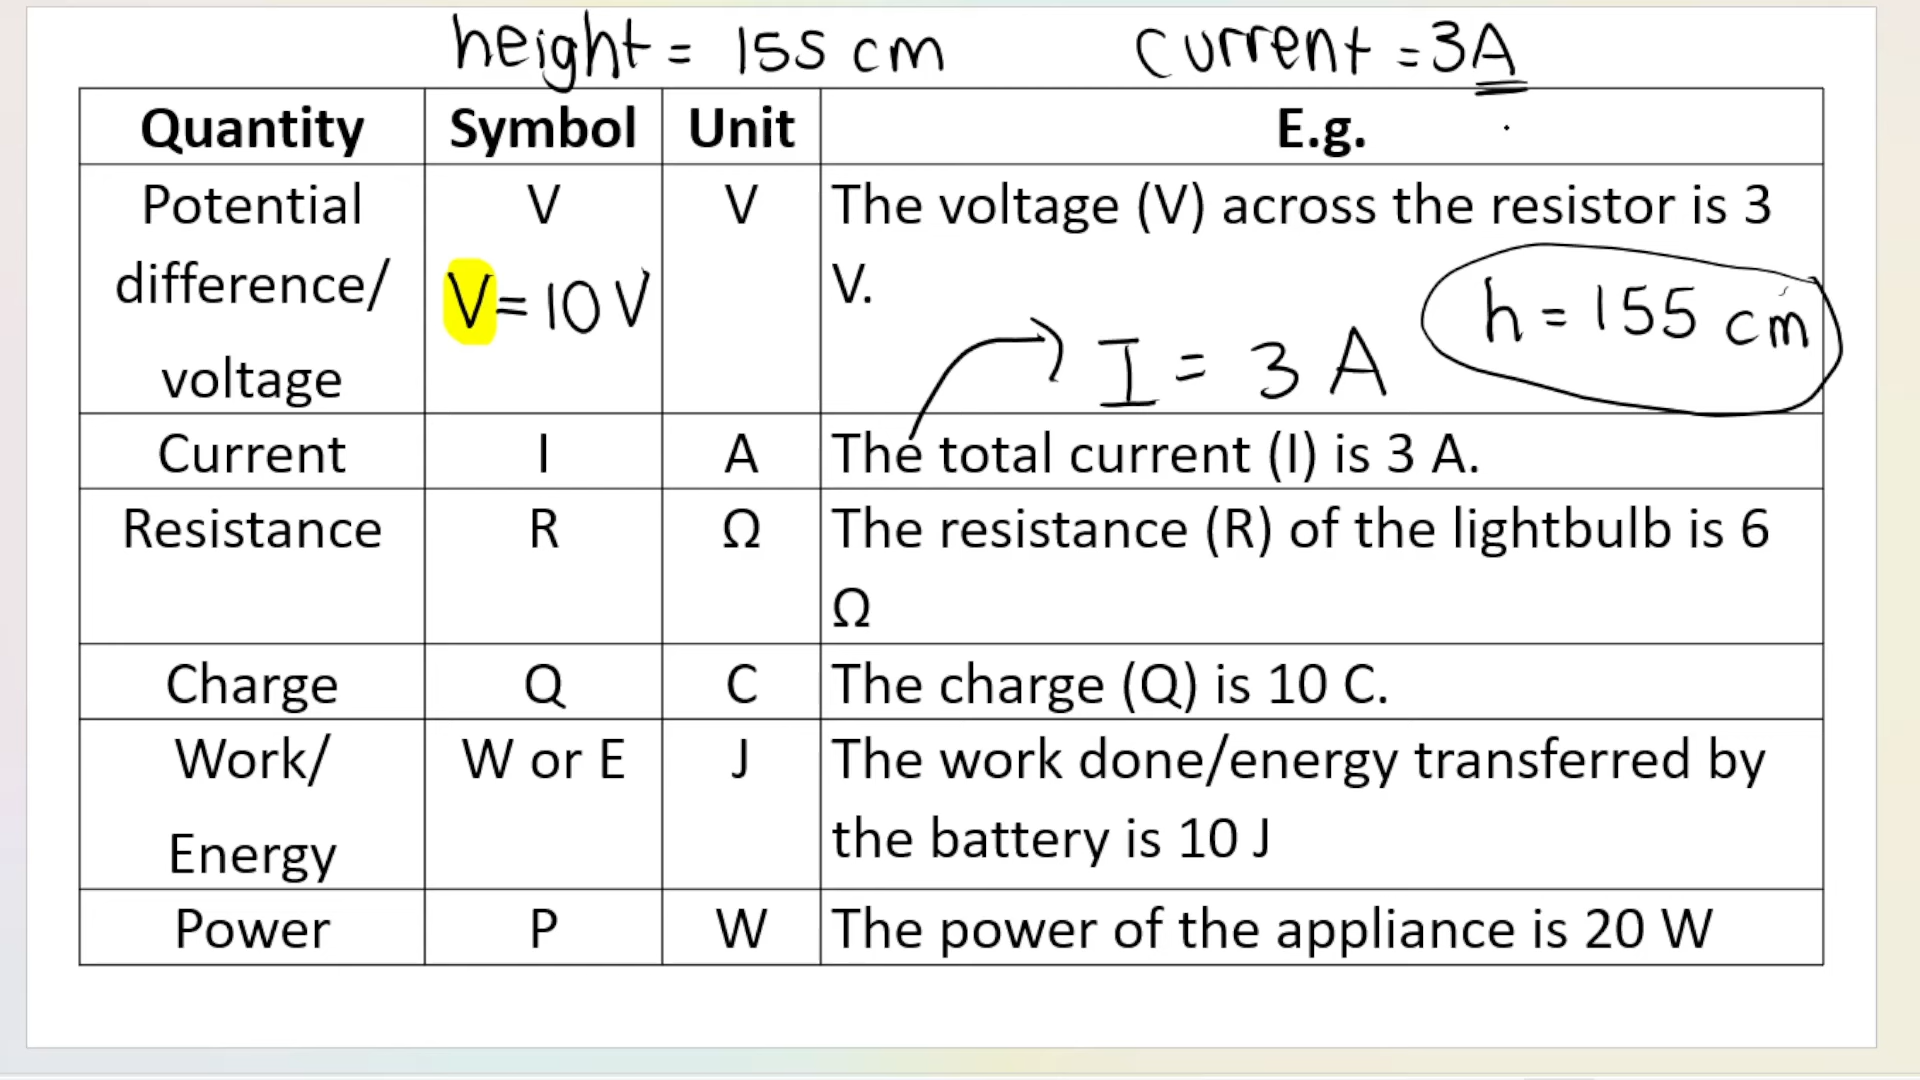 height = 155 cm current = 3A
Quantity Symbol Unit E.g.
Potential difference/ voltage V V The voltage (V) across the resistor is 3 V.
V = 10 V
h = 155 cm
I = 3 A
Current I A The total current (I) is 3 A.
Resistance R Ω The resistance (R) of the lightbulb is 6
Ω
Charge Q C The charge (Q) is 10 C.
Work/ W or E J The work done/energy transferred by
Energy the battery is 10 J
Power P W The power of the appliance is 20 W